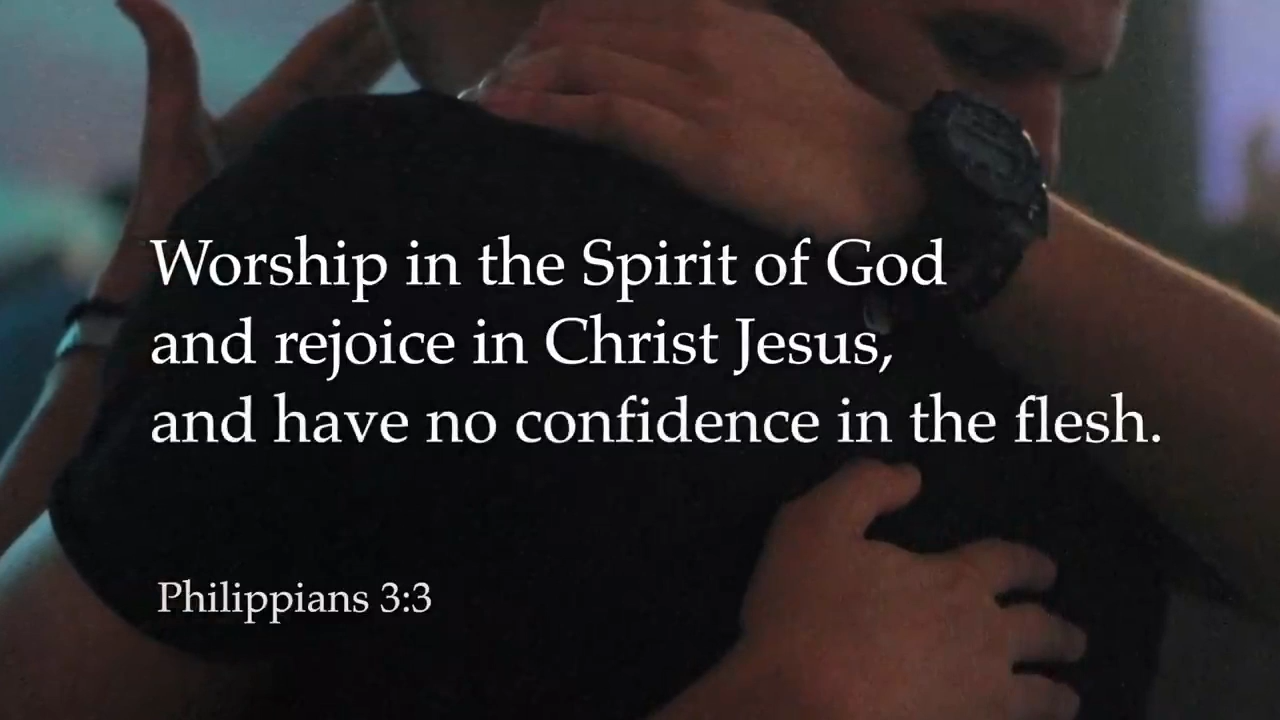 Worship in the Spirit of God
and rejoice in Christ Jesus,
and have no confidence in the flesh.
Philippians 3:3